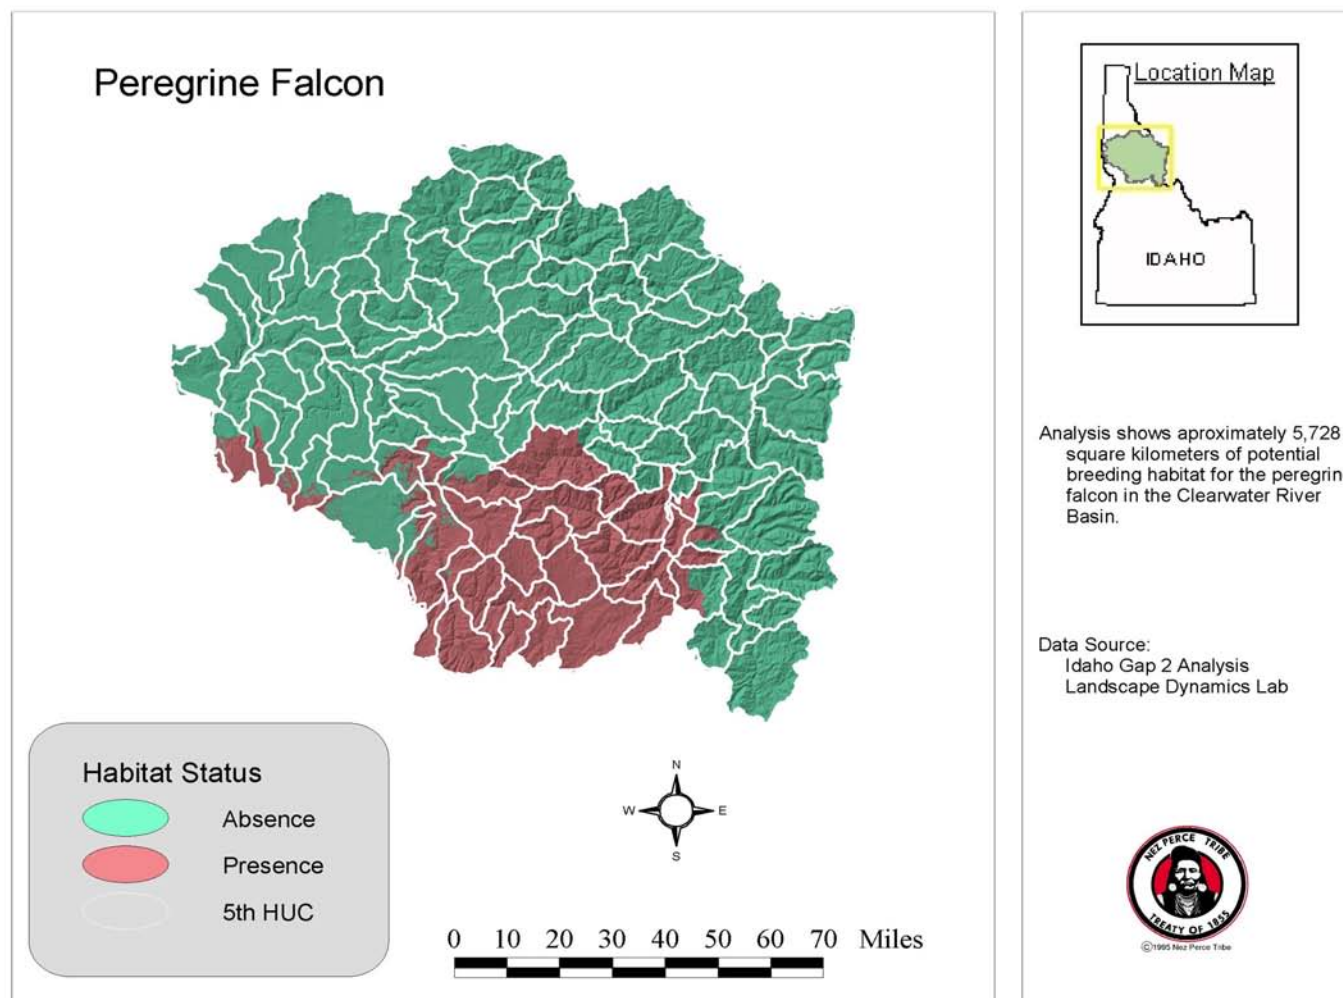 Peregrine Falcon
Habitat Status
Absence
Presence
5th HUC
N
W
E
S
0 10 20 30 40 50 60 70 Miles
Location Map
IDAHO
Analysis shows aproximately 5,728
square kilometers of potential
breeding habitat for the peregrin
falcon in the Clearwater River
Basin.
Data Source:
Idaho Gap 2 Analysis
Landscape Dynamics Lab
NEZ PERCE TRIBE
TREATY OF 1855
©1995 Nez Perce Tribe